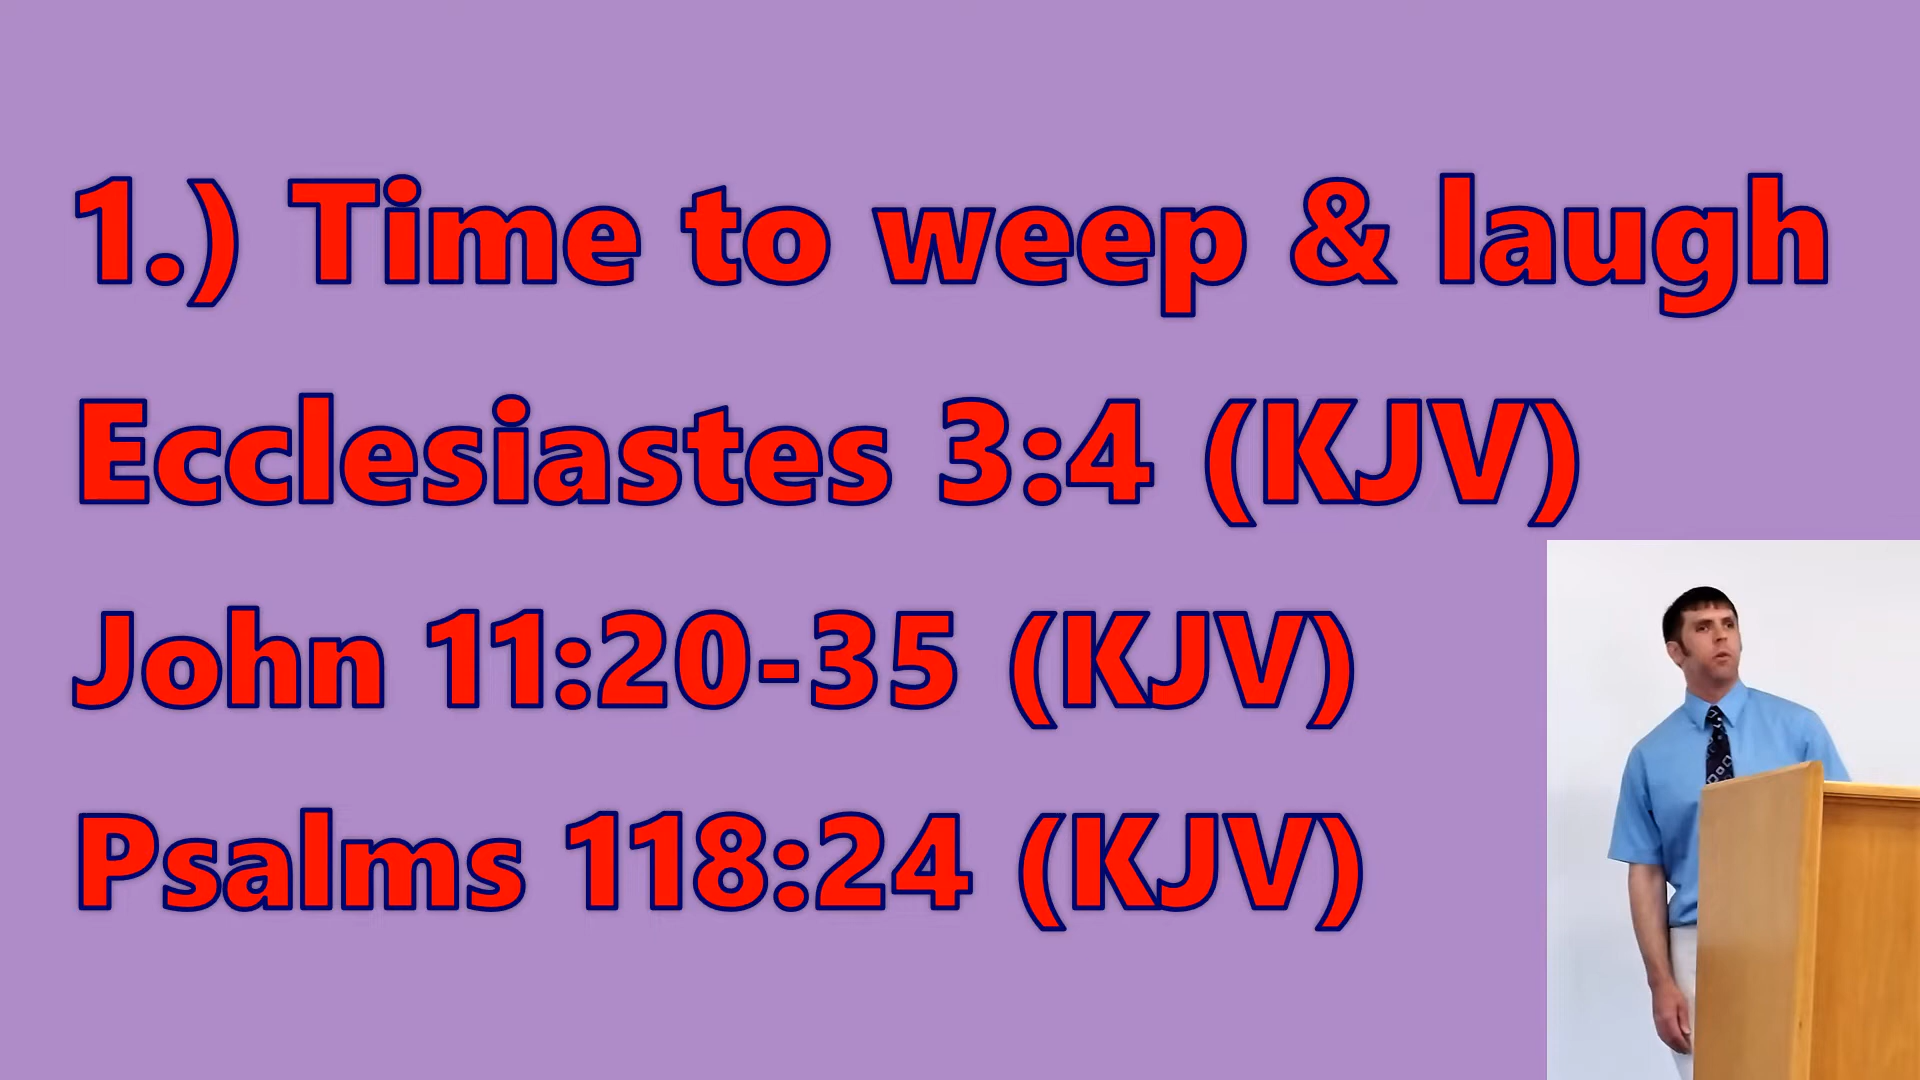 1.) Time to weep & laugh
Ecclesiastes 3:4 (KJV)
John 11:20-35 (KJV)
Psalms 118:24 (KJV)